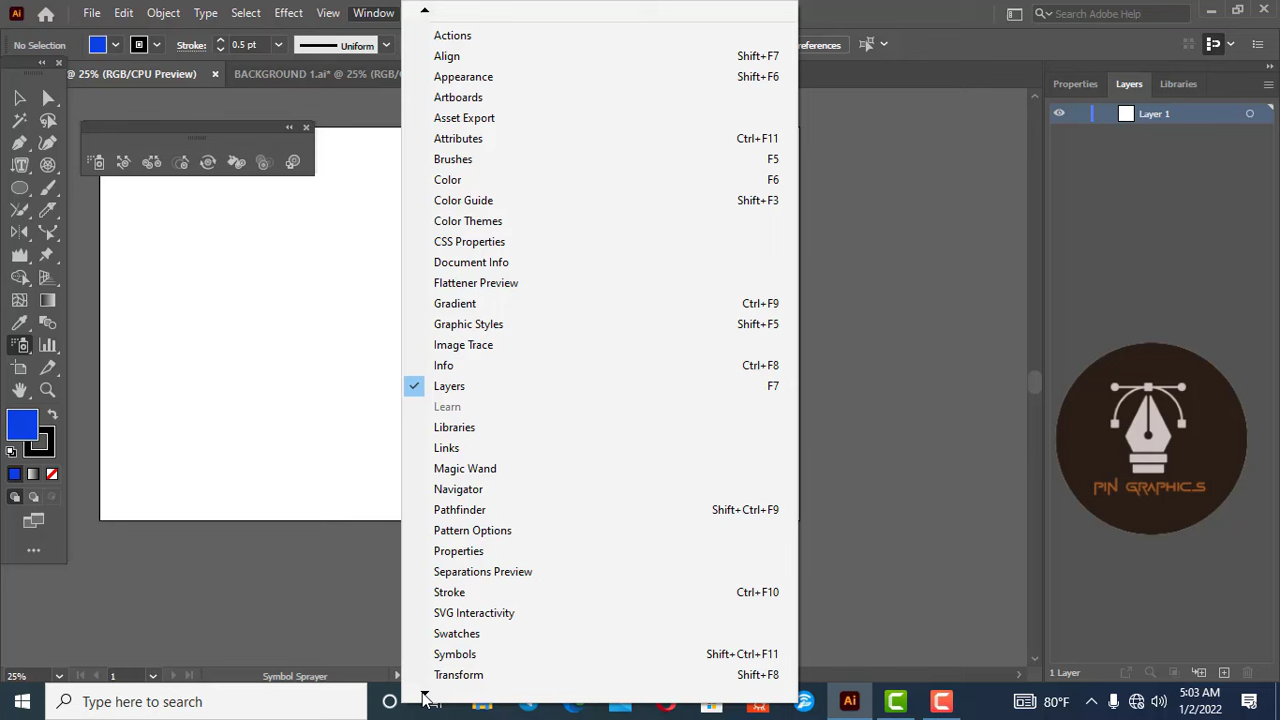 Ai File Edit Object Type Select Effect View Window Search Adobe Help
No Selection Stroke: 0.5 pt Uniform references
@ 25% (RGB/CPU Preview) × BACKGROUND 1.ai* @ 25% (RGB/C
Properties Layers Libraries
Layer 1
Actions
Align Shift+F7
Appearance Shift+F6
Artboards
Asset Export
Attributes Ctrl+F11
Brushes F5
Color F6
Color Guide Shift+F3
Color Themes
CSS Properties
Document Info
Flattener Preview
Gradient Ctrl+F9
Graphic Styles Shift+F5
Image Trace
Info Ctrl+F8
Layers F7
Learn
Libraries
Links
Magic Wand
Navigator
Pathfinder Shift+Ctrl+F9
Pattern Options
Properties
Separations Preview
Stroke Ctrl+F10
SVG Interactivity
Swatches
Symbols Shift+Ctrl+F11
Transform Shift+F8
PIN GRAPHICS
25% 1 Symbol Sprayer 1 Layer
Type here to search Ai 80°F 5:03 AM
1/2/2022